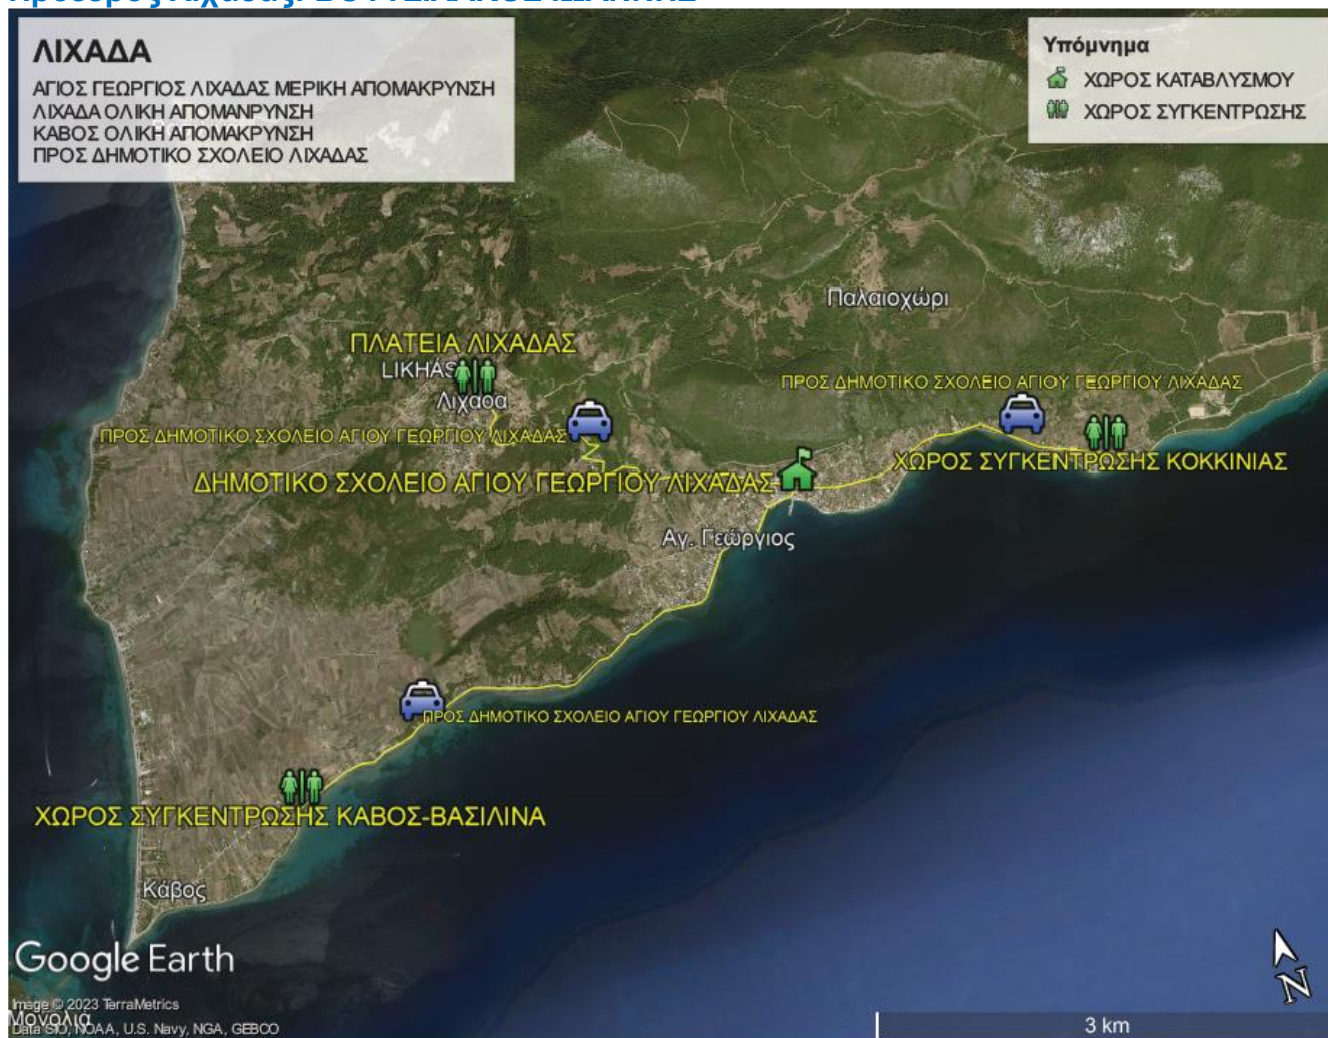 ΛΙΧΑΔΑ
ΑΓΙΟΣ ΓΕΩΡΓΙΟΣ ΛΙΧΑΔΑΣ ΜΕΡΙΚΗ ΑΠΟΜΑΚΡΥΝΣΗ
ΛΙΧΑΔΑ ΟΛΙΚΗ ΑΠΟΜΑΝΡΥΝΣΗ
ΚΑΒΟΣ ΟΛΙΚΗ ΑΠΟΜΑΚΡΥΝΣΗ
ΠΡΟΣ ΔΗΜΟΤΙΚΟ ΣΧΟΛΕΙΟ ΛΙΧΑΔΑΣ
Υπόμνημα
ΧΩΡΟΣ ΚΑΤΑΒΛΥΣΜΟΥ
ΧΩΡΟΣ ΣΥΓΚΕΝΤΡΩΣΗΣ
Παλαιοχώρι
ΠΛΑΤΕΙΑ ΛΙΧΑΔΑΣ
LIKHÁS
Λιχάδα
ΠΡΟΣ ΔΗΜΟΤΙΚΟ ΣΧΟΛΕΙΟ ΑΓΙΟΥ ΓΕΩΡΓΙΟΥ ΛΙΧΑΔΑΣ
ΠΡΟΣ ΔΗΜΟΤΙΚΟ ΣΧΟΛΕΙΟ ΑΓΙΟΥ ΓΕΩΡΓΙΟΥ ΛΙΧΑΔΑΣ
ΧΩΡΟΣ ΣΥΓΚΕΝΤΡΩΣΗΣ ΚΟΚΚΙΝΙΑΣ
ΔΗΜΟΤΙΚΟ ΣΧΟΛΕΙΟ ΑΓΙΟΥ ΓΕΩΡΓΙΟΥ ΛΙΧΑΔΑΣ
Αγ. Γεώργιος
ΠΡΟΣ ΔΗΜΟΤΙΚΟ ΣΧΟΛΕΙΟ ΑΓΙΟΥ ΓΕΩΡΓΙΟΥ ΛΙΧΑΔΑΣ
ΧΩΡΟΣ ΣΥΓΚΕΝΤΡΩΣΗΣ ΚΑΒΟΣ-ΒΑΣΙΛΙΝΑ
Κάβος
Google Earth
Image © 2023 TerraMetrics
Μονολιά
Data SIO, NOAA, U.S. Navy, NGA, GEBCO
3 km
N